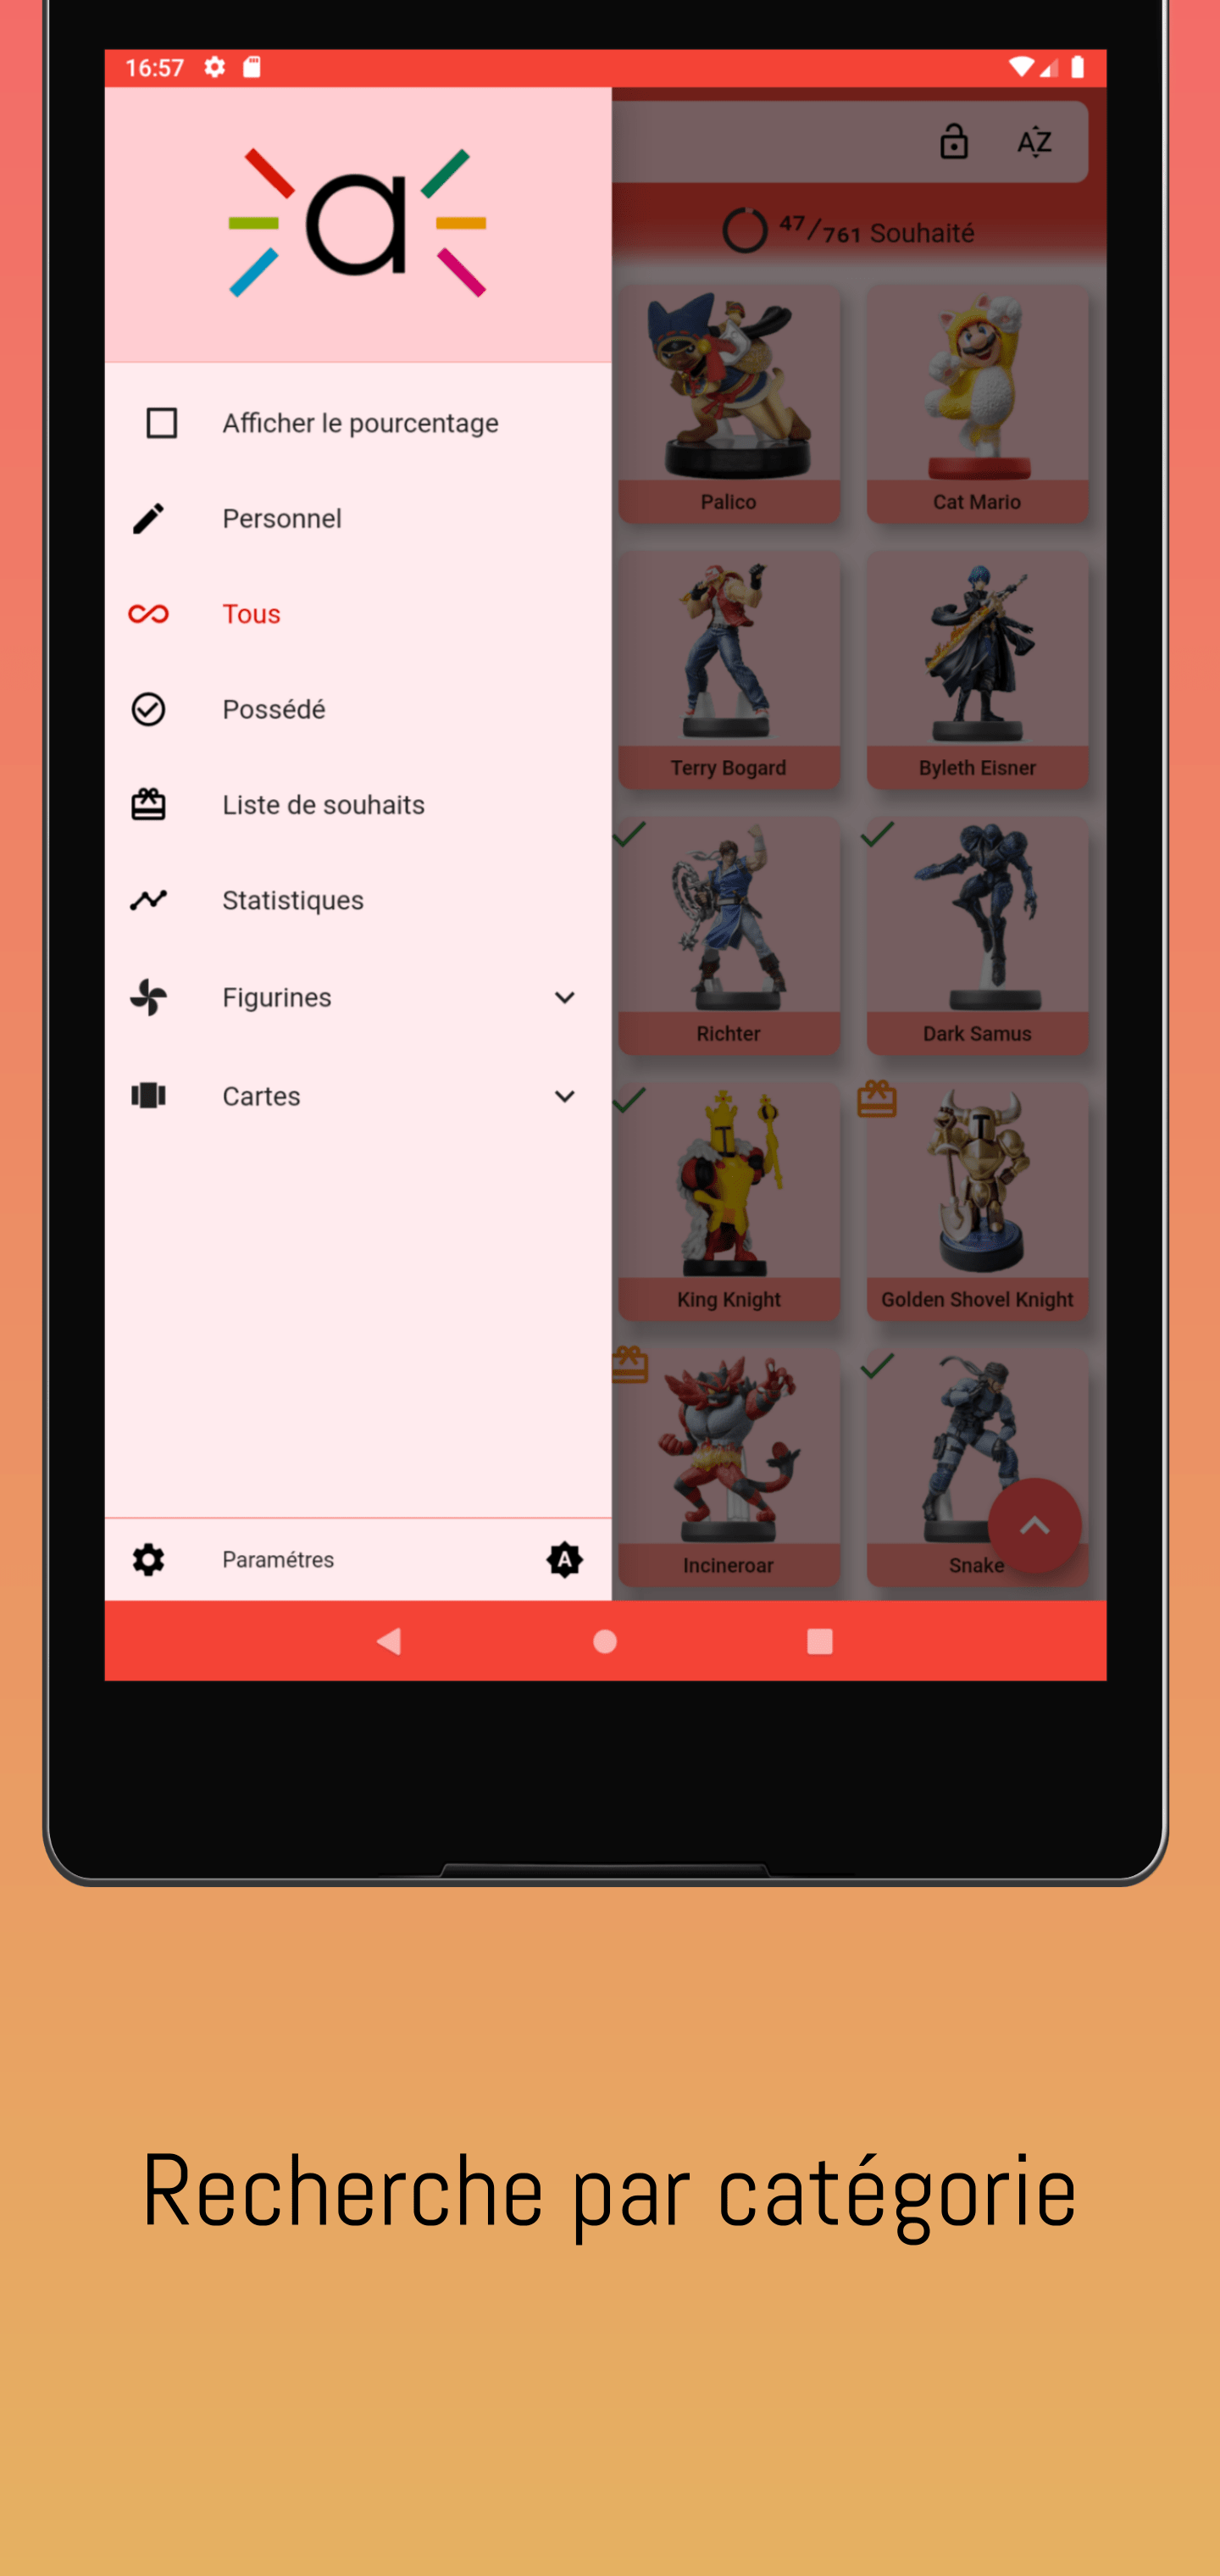 16:57
a
AZ
47/761 Souhaité
Afficher le pourcentage
Personnel
Tous
Possédé
Liste de souhaits
Statistiques
Figurines
Cartes
Paramétres
A
Palico
Cat Mario
Terry Bogard
Byleth Eisner
Richter
Dark Samus
King Knight
Golden Shovel Knight
Incineroar
Snake
Recherche par catégorie